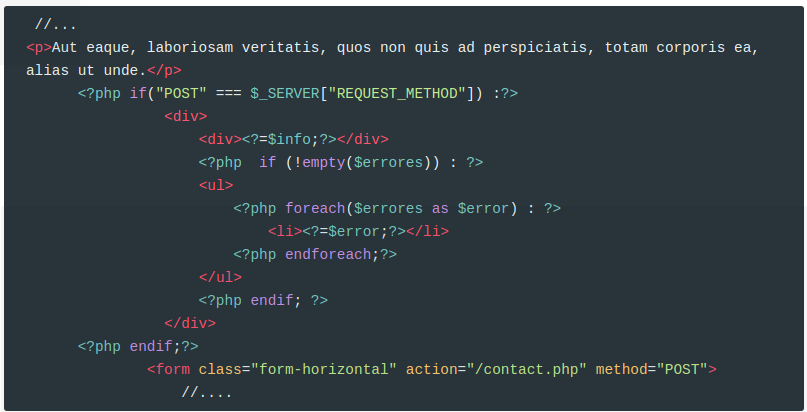 //...
<p>Aut eaque, laboriosam veritatis, quos non quis ad perspiciatis, totam corporis ea,
alias ut unde.</p>
<?php if("POST" === $_SERVER["REQUEST_METHOD"]) :?>
<div>
<div><?=$info;?></div>
<?php  if (!empty($errores)) : ?>
<ul>
<?php foreach($errores as $error) : ?>
<li><?=$error;?></li>
<?php endforeach;?>
</ul>
<?php endif; ?>
</div>
<?php endif;?>
<form class="form-horizontal" action="/contact.php" method="POST">
//....